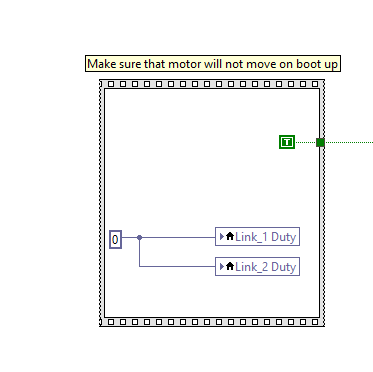 Make sure that motor will not move on boot up
T
0
Link_1 Duty
Link_2 Duty